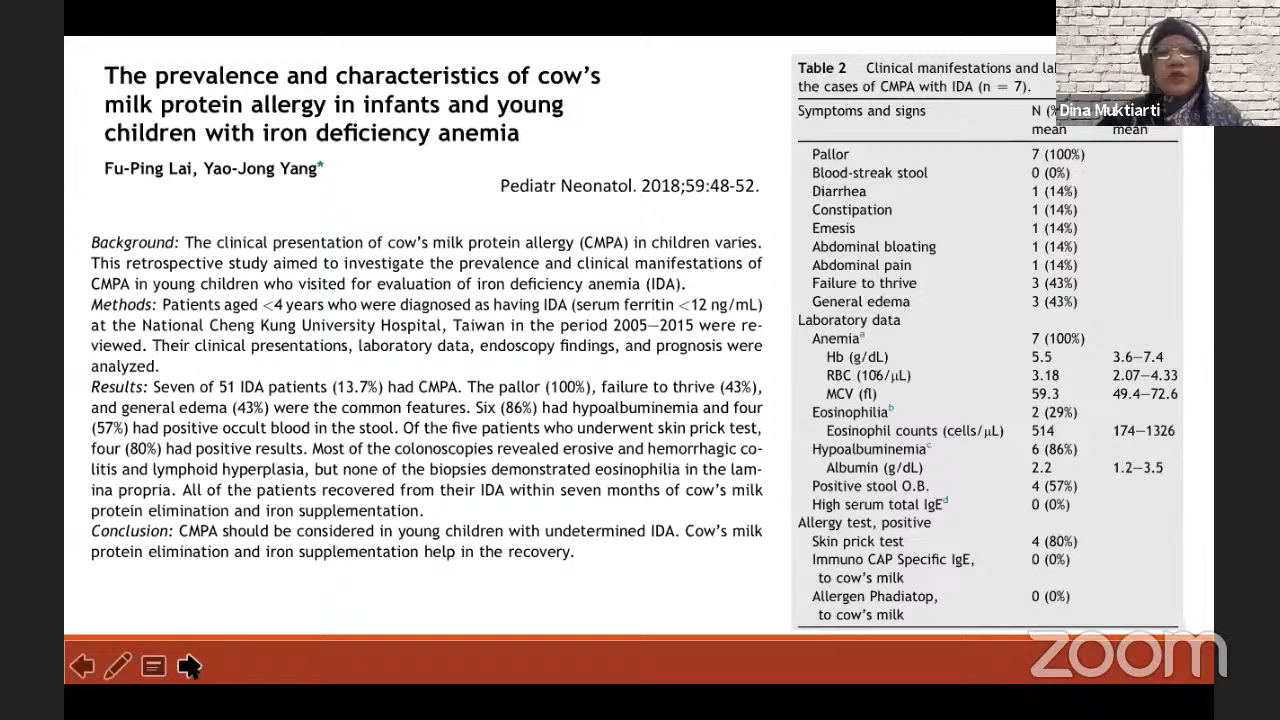 The prevalence and characteristics of cow's
milk protein allergy in infants and young
children with iron deficiency anemia
Fu-Ping Lai, Yao-Jong Yang*
Pediatr Neonatol. 2018;59:48-52.
Background: The clinical presentation of cow's milk protein allergy (CMPA) in children varies.
This retrospective study aimed to investigate the prevalence and clinical manifestations of
CMPA in young children who visited for evaluation of iron deficiency anemia (IDA).
Methods: Patients aged <4 years who were diagnosed as having IDA (serum ferritin <12 ng/mL)
at the National Cheng Kung University Hospital, Taiwan in the period 2005–2015 were re-
viewed. Their clinical presentations, laboratory data, endoscopy findings, and prognosis were
analyzed.
Results: Seven of 51 IDA patients (13.7%) had CMPA. The pallor (100%), failure to thrive (43%),
and general edema (43%) were the common features. Six (86%) had hypoalbuminemia and four
(57%) had positive occult blood in the stool. Of the five patients who underwent skin prick test,
four (80%) had positive results. Most of the colonoscopies revealed erosive and hemorrhagic co-
litis and lymphoid hyperplasia, but none of the biopsies demonstrated eosinophilia in the lam-
ina propria. All of the patients recovered from their IDA within seven months of cow's milk
protein elimination and iron supplementation.
Conclusion: CMPA should be considered in young children with undetermined IDA. Cow's milk
protein elimination and iron supplementation help in the recovery.
Table 2 Clinical manifestations and la
the cases of CMPA with IDA (n = 7).
Symptoms and signs N (%
mean mean
Pallor 7 (100%)
Blood-streak stool 0 (0%)
Diarrhea 1 (14%)
Constipation 1 (14%)
Emesis 1 (14%)
Abdominal bloating 1 (14%)
Abdominal pain 1 (14%)
Failure to thrive 3 (43%)
General edema 3 (43%)
Laboratory data
Anemia^a 7 (100%)
Hb (g/dL) 5.5 3.6–7.4
RBC (106/μL) 3.18 2.07–4.33
MCV (fl) 59.3 49.4–72.6
Eosinophilia^b 2 (29%)
Eosinophil counts (cells/μL) 514 174–1326
Hypoalbuminemia^c 6 (86%)
Albumin (g/dL) 2.2 1.2–3.5
Positive stool O.B. 4 (57%)
High serum total IgE^d 0 (0%)
Allergy test, positive
Skin prick test 4 (80%)
Immuno CAP Specific IgE, 0 (0%)
to cow's milk
Allergen Phadiatop, 0 (0%)
to cow's milk
Dina Muktiarti
zoom